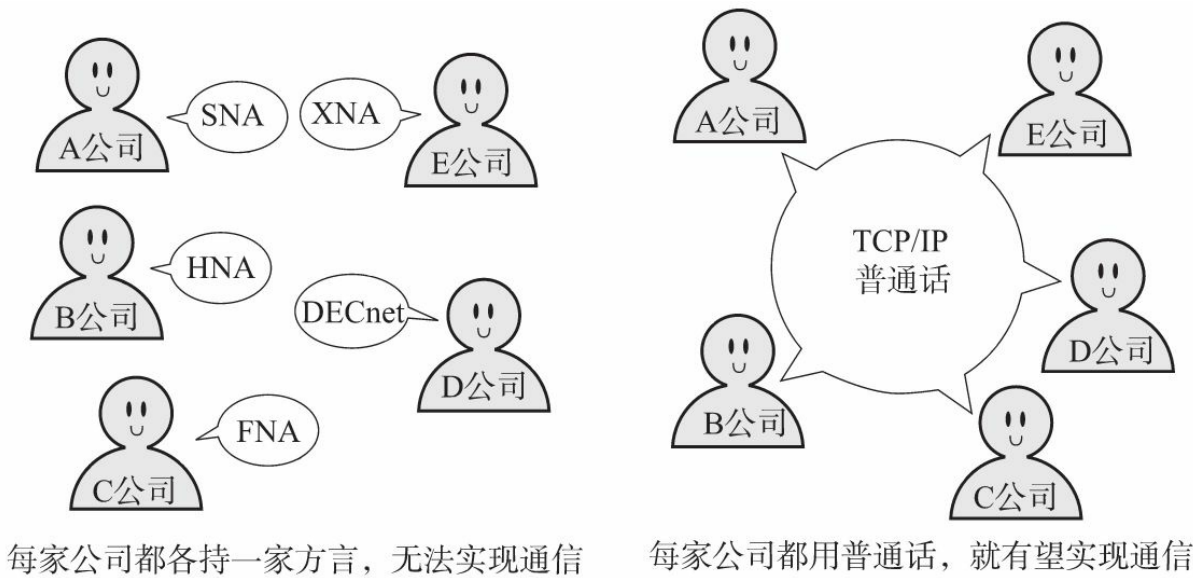 A公司
SNA
XNA
E公司
B公司
HNA
DECnet
D公司
C公司
FNA
每家公司都各持一家方言，无法实现通信
A公司
E公司
TCP/IP
普通话
B公司
D公司
C公司
每家公司都用普通话，就有望实现通信